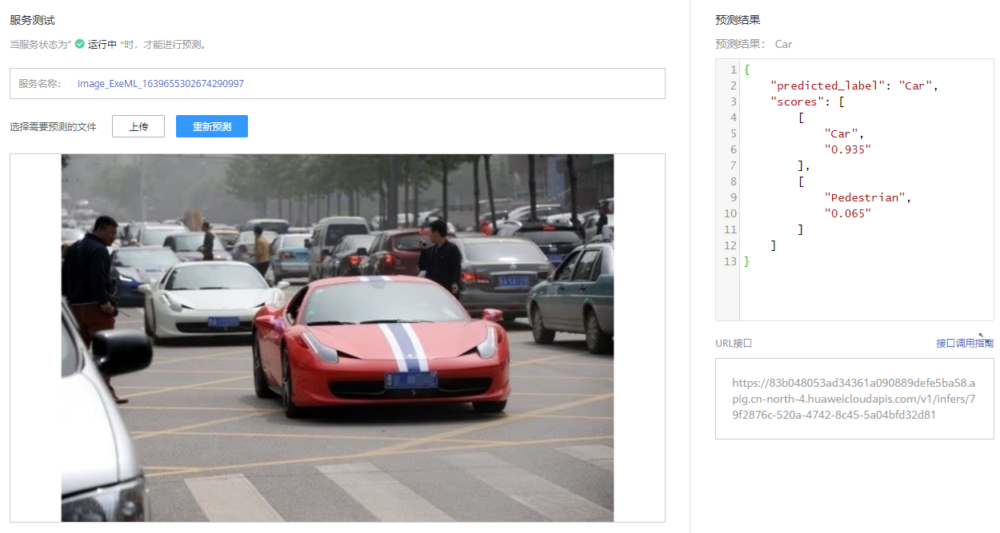 服务测试
当服务状态为“ 运行中 ”时，才能进行预测。
服务名称： image_ExeML_1639655302674290997
选择需要预测的文件 上传 重新预测
预测结果
预测结果： Car
1 {
2 "predicted_label": "Car",
3 "scores": [
4 [
5 "Car",
6 "0.935"
7 ],
8 [
9 "Pedestrian",
10 "0.065"
11 ]
12 ]
13 }
URL接口 接口调用指南
https://83b048053ad34361a090889defe5ba58.a
pig.cn-north-4.huaweicloudapis.com/v1/infers/7
9f2876c-520a-4742-8c45-5a04bfd32d81